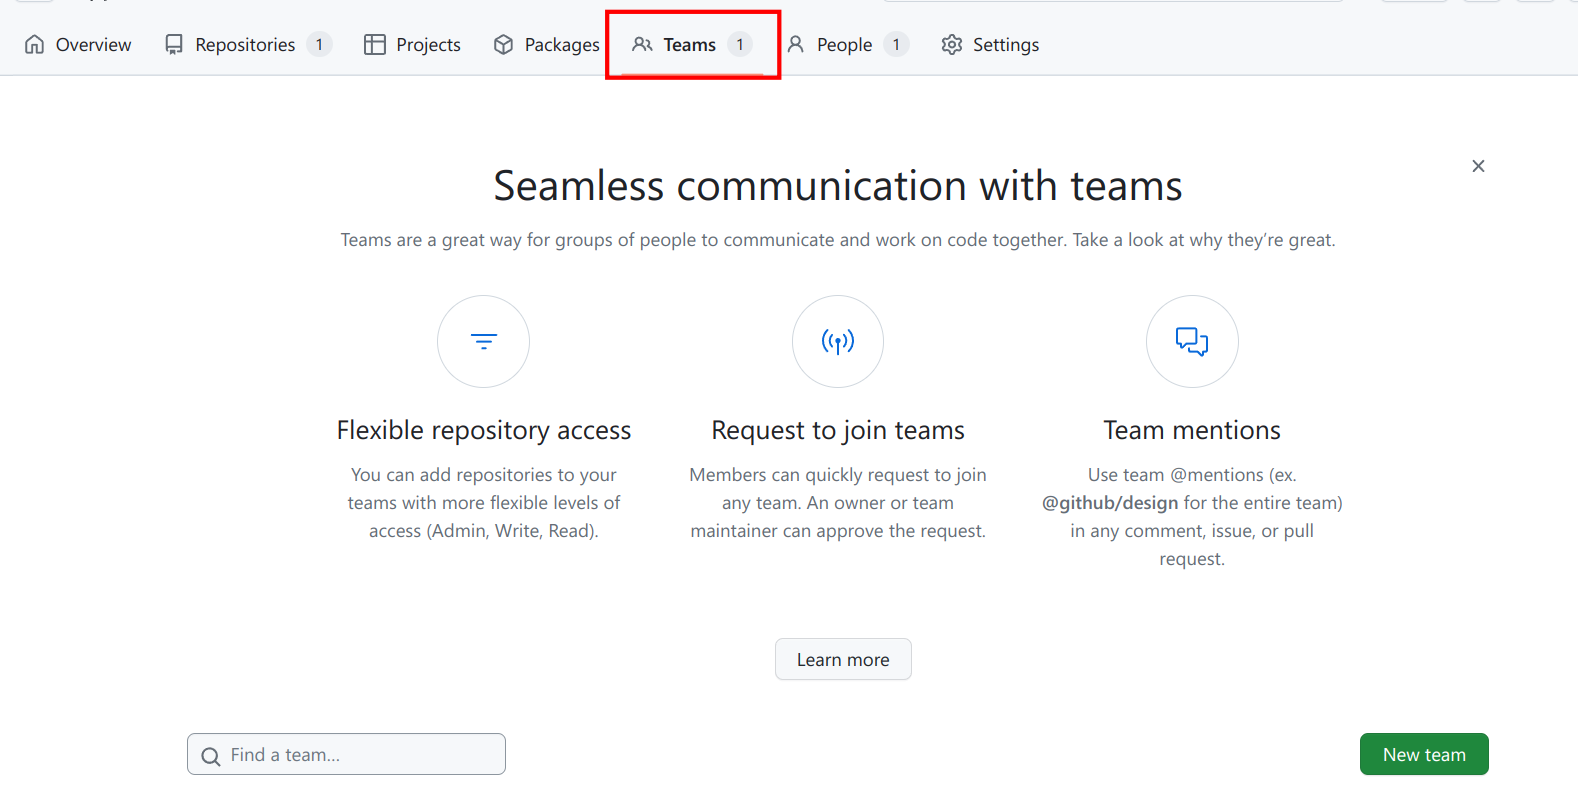 Overview Repositories 1 Projects Packages Teams 1 People 1 Settings
Seamless communication with teams
Teams are a great way for groups of people to communicate and work on code together. Take a look at why they’re great.
Flexible repository access
You can add repositories to your
teams with more flexible levels of
access (Admin, Write, Read).
Request to join teams
Members can quickly request to join
any team. An owner or team
maintainer can approve the request.
Team mentions
Use team @mentions (ex.
@github/design for the entire team)
in any comment, issue, or pull
request.
Learn more
Find a team...
New team